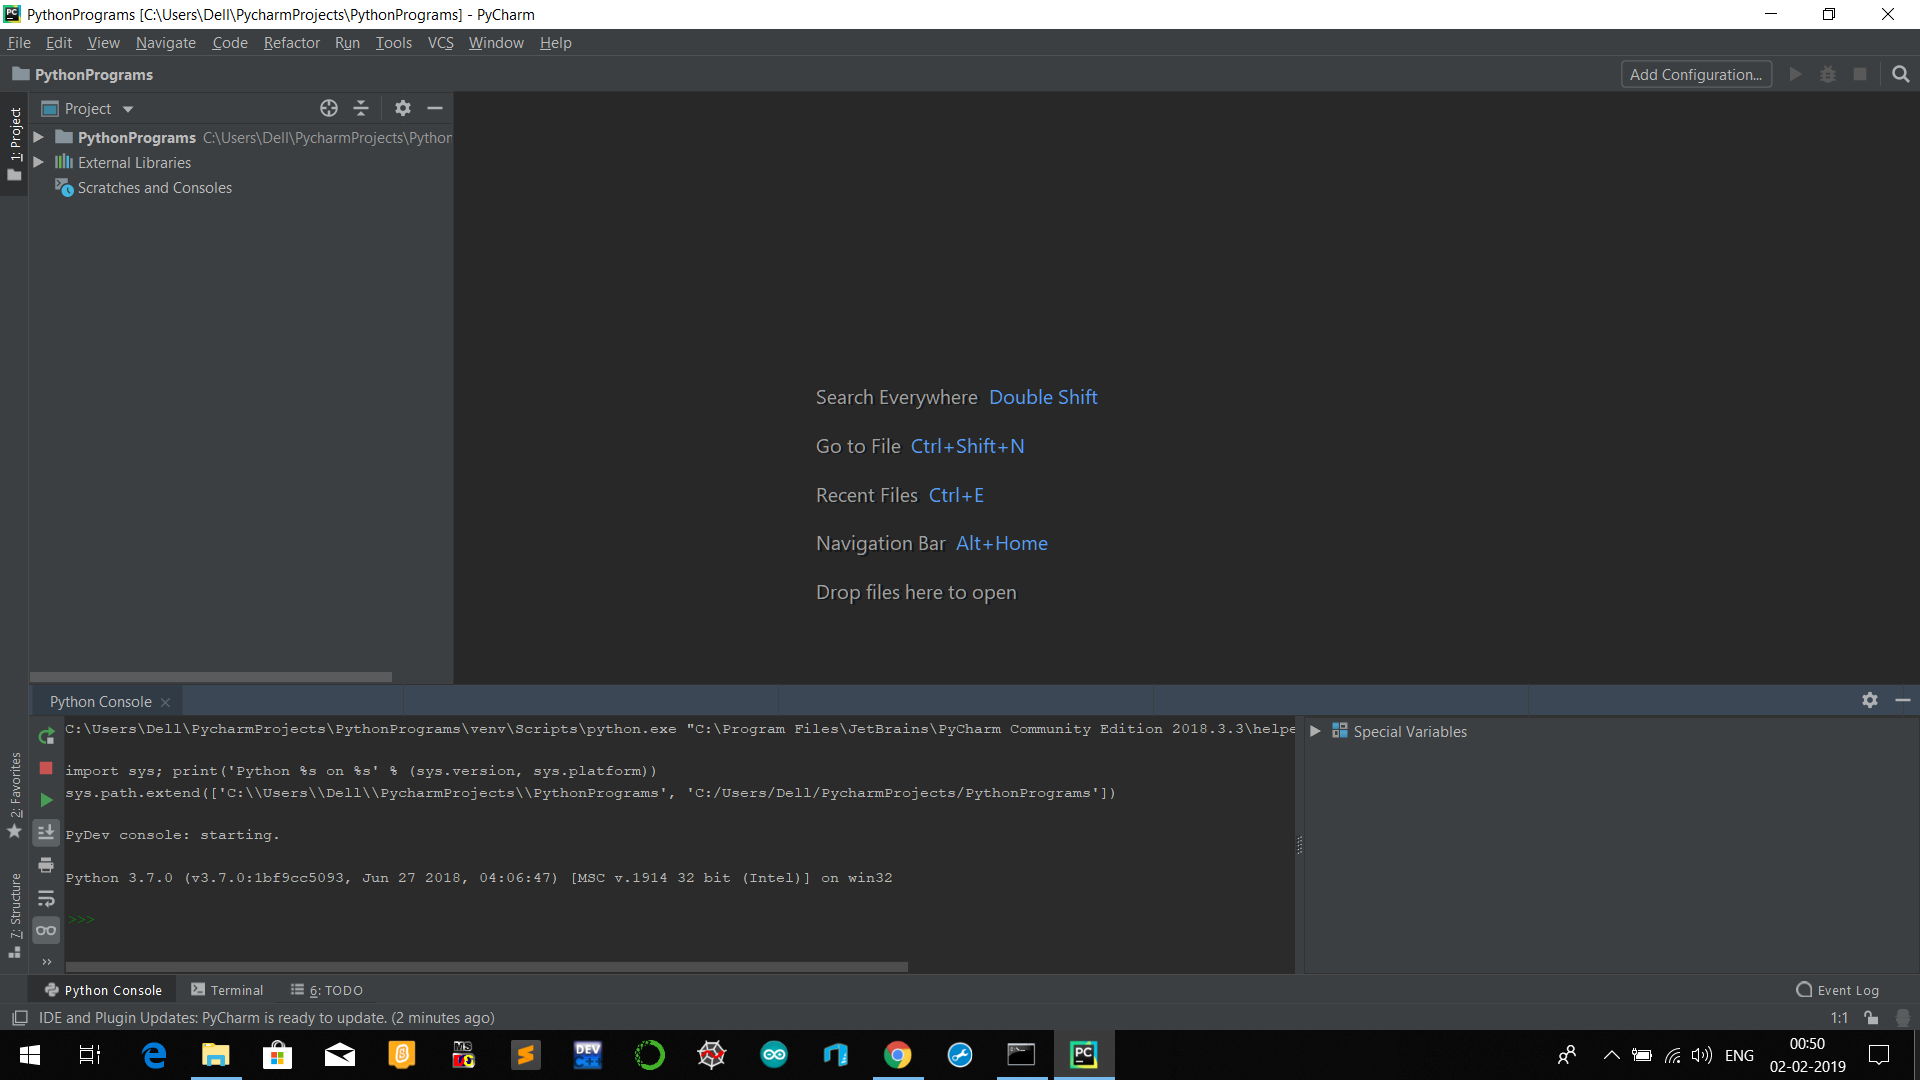 PythonPrograms [C:\Users\Dell\PycharmProjects\PythonPrograms] - PyCharm
File Edit View Navigate Code Refactor Run Tools VCS Window Help
PythonPrograms
Add Configuration...
Project
1: Project
PythonPrograms C:\Users\Dell\PycharmProjects\Python
External Libraries
Scratches and Consoles
Search Everywhere Double Shift
Go to File Ctrl+Shift+N
Recent Files Ctrl+E
Navigation Bar Alt+Home
Drop files here to open
Python Console
C:\Users\Dell\PycharmProjects\PythonPrograms\venv\Scripts\python.exe "C:\Program Files\JetBrains\PyCharm Community Edition 2018.3.3\helpe
import sys; print('Python %s on %s' % (sys.version, sys.platform))
sys.path.extend(['C:\\Users\\Dell\\PycharmProjects\\PythonPrograms', 'C:/Users/Dell/PycharmProjects/PythonPrograms'])
PyDev console: starting.
Python 3.7.0 (v3.7.0:1bf9cc5093, Jun 27 2018, 04:06:47) [MSC v.1914 32 bit (Intel)] on win32
>>>
Special Variables
2: Favorites
7: Structure
Python Console Terminal 6: TODO
Event Log
IDE and Plugin Updates: PyCharm is ready to update. (2 minutes ago)
1:1
DEV
C++
MS
PC
ENG
00:50
02-02-2019